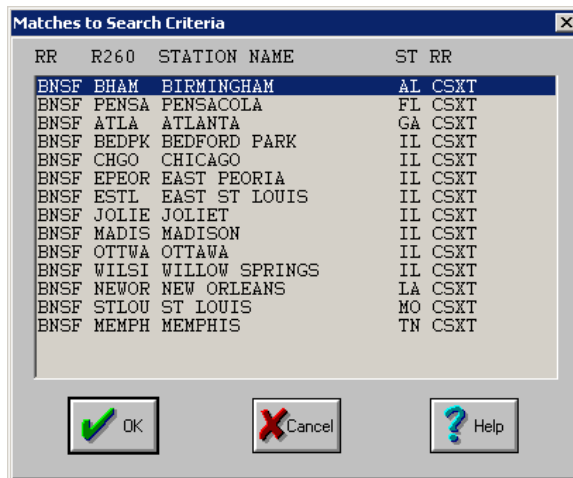 Matches to Search Criteria
RR R260 STATION NAME ST RR
BNSF BHAM BIRMINGHAM AL CSXT
BNSF PENSA PENSACOLA FL CSXT
BNSF ATLA ATLANTA GA CSXT
BNSF BEDPK BEDFORD PARK IL CSXT
BNSF CHGO CHICAGO IL CSXT
BNSF EPEOR EAST PEORIA IL CSXT
BNSF ESTL EAST ST LOUIS IL CSXT
BNSF JOLIE JOLIET IL CSXT
BNSF MADIS MADISON IL CSXT
BNSF OTTWA OTTAWA IL CSXT
BNSF WILSI WILLOW SPRINGS IL CSXT
BNSF NEWOR NEW ORLEANS LA CSXT
BNSF STLOU ST LOUIS MO CSXT
BNSF MEMPH MEMPHIS TN CSXT
OK Cancel Help